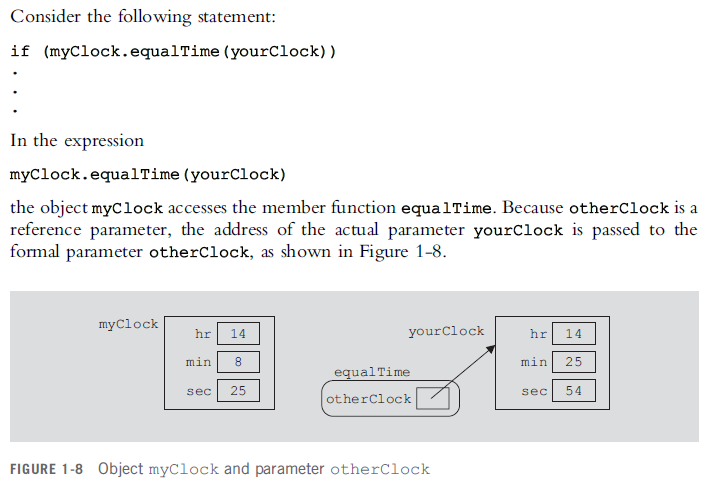 Consider the following statement:
if (myClock.equalTime(yourClock))
.
.
.
In the expression
myClock.equalTime(yourClock)
the object myClock accesses the member function equalTime. Because otherClock is a
reference parameter, the address of the actual parameter yourClock is passed to the
formal parameter otherClock, as shown in Figure 1-8.
myClock
hr 14
min 8
sec 25
equalTime
otherClock
yourClock
hr 14
min 25
sec 54
FIGURE 1-8 Object myClock and parameter otherClock